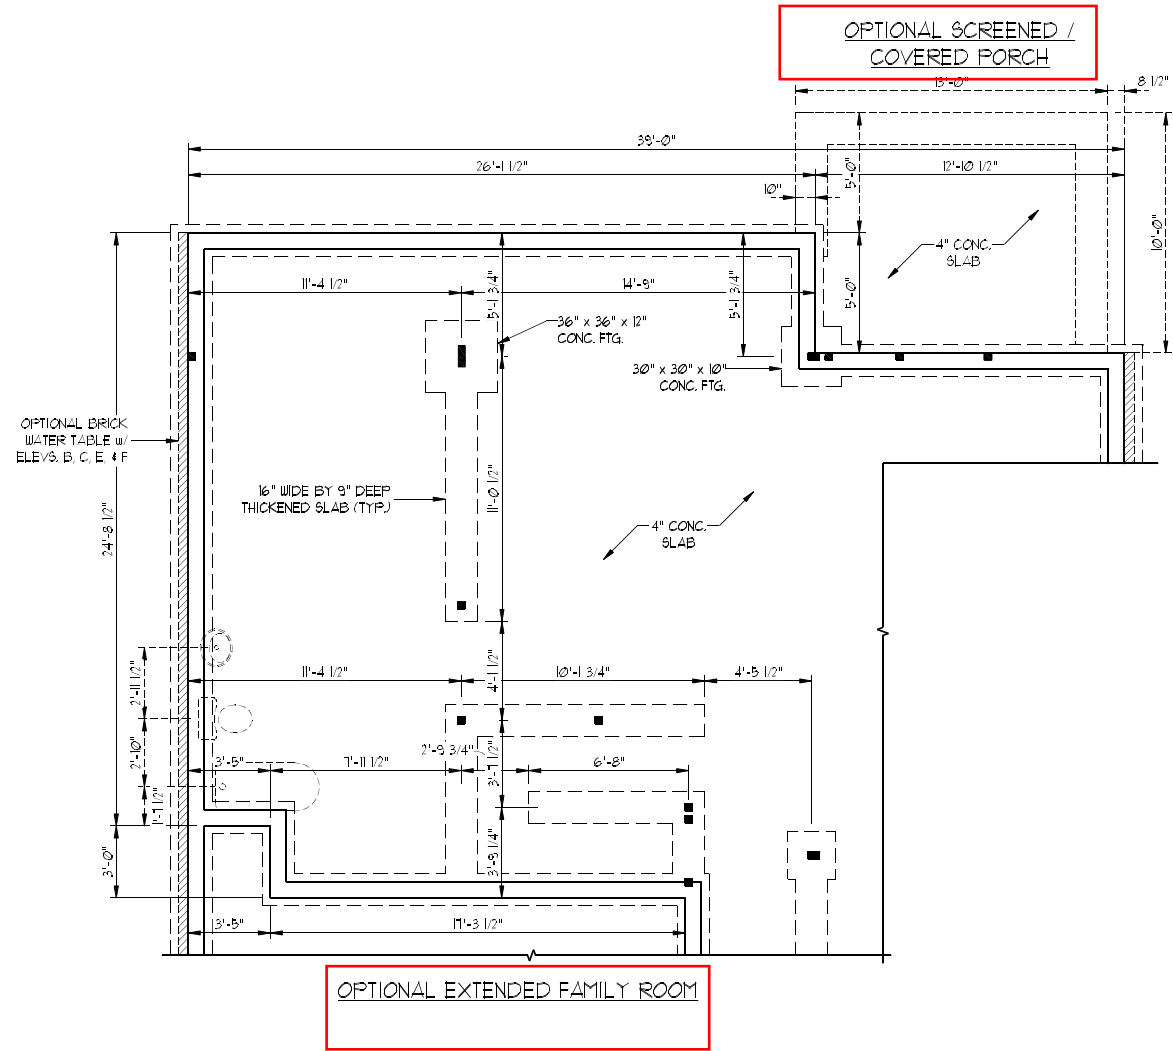 OPTIONAL SCREENED /
COVERED PORCH
13'-0"
8 1/2"
39'-0"
26'-1 1/2"
12'-10 1/2"
5'-0"
10"
10'-0"
4" CONC.
SLAB
11'-4 1/2"
14'-9"
5'-1 3/4"
5'-1 3/4"
5'-0"
36" x 36" x 12"
CONC. FTG.
30" x 30" x 10"
CONC. FTG.
OPTIONAL BRICK
WATER TABLE w/
ELEVS. B, C, E, & F
16" WIDE BY 9" DEEP
THICKENED SLAB (TYP.)
11'-0 1/2"
24'-8 1/2"
4" CONC.
SLAB
11'-4 1/2"
10'-1 3/4"
4'-5 1/2"
4'-1 1/2"
2'-11 1/2"
2'-10"
2'-9 3/4"
3'-5"
7'-11 1/2"
3'-7 1/2"
6'-8"
1'-7 1/2"
3'-0"
3'-9 1/4"
3'-5"
17'-3 1/2"
OPTIONAL EXTENDED FAMILY ROOM